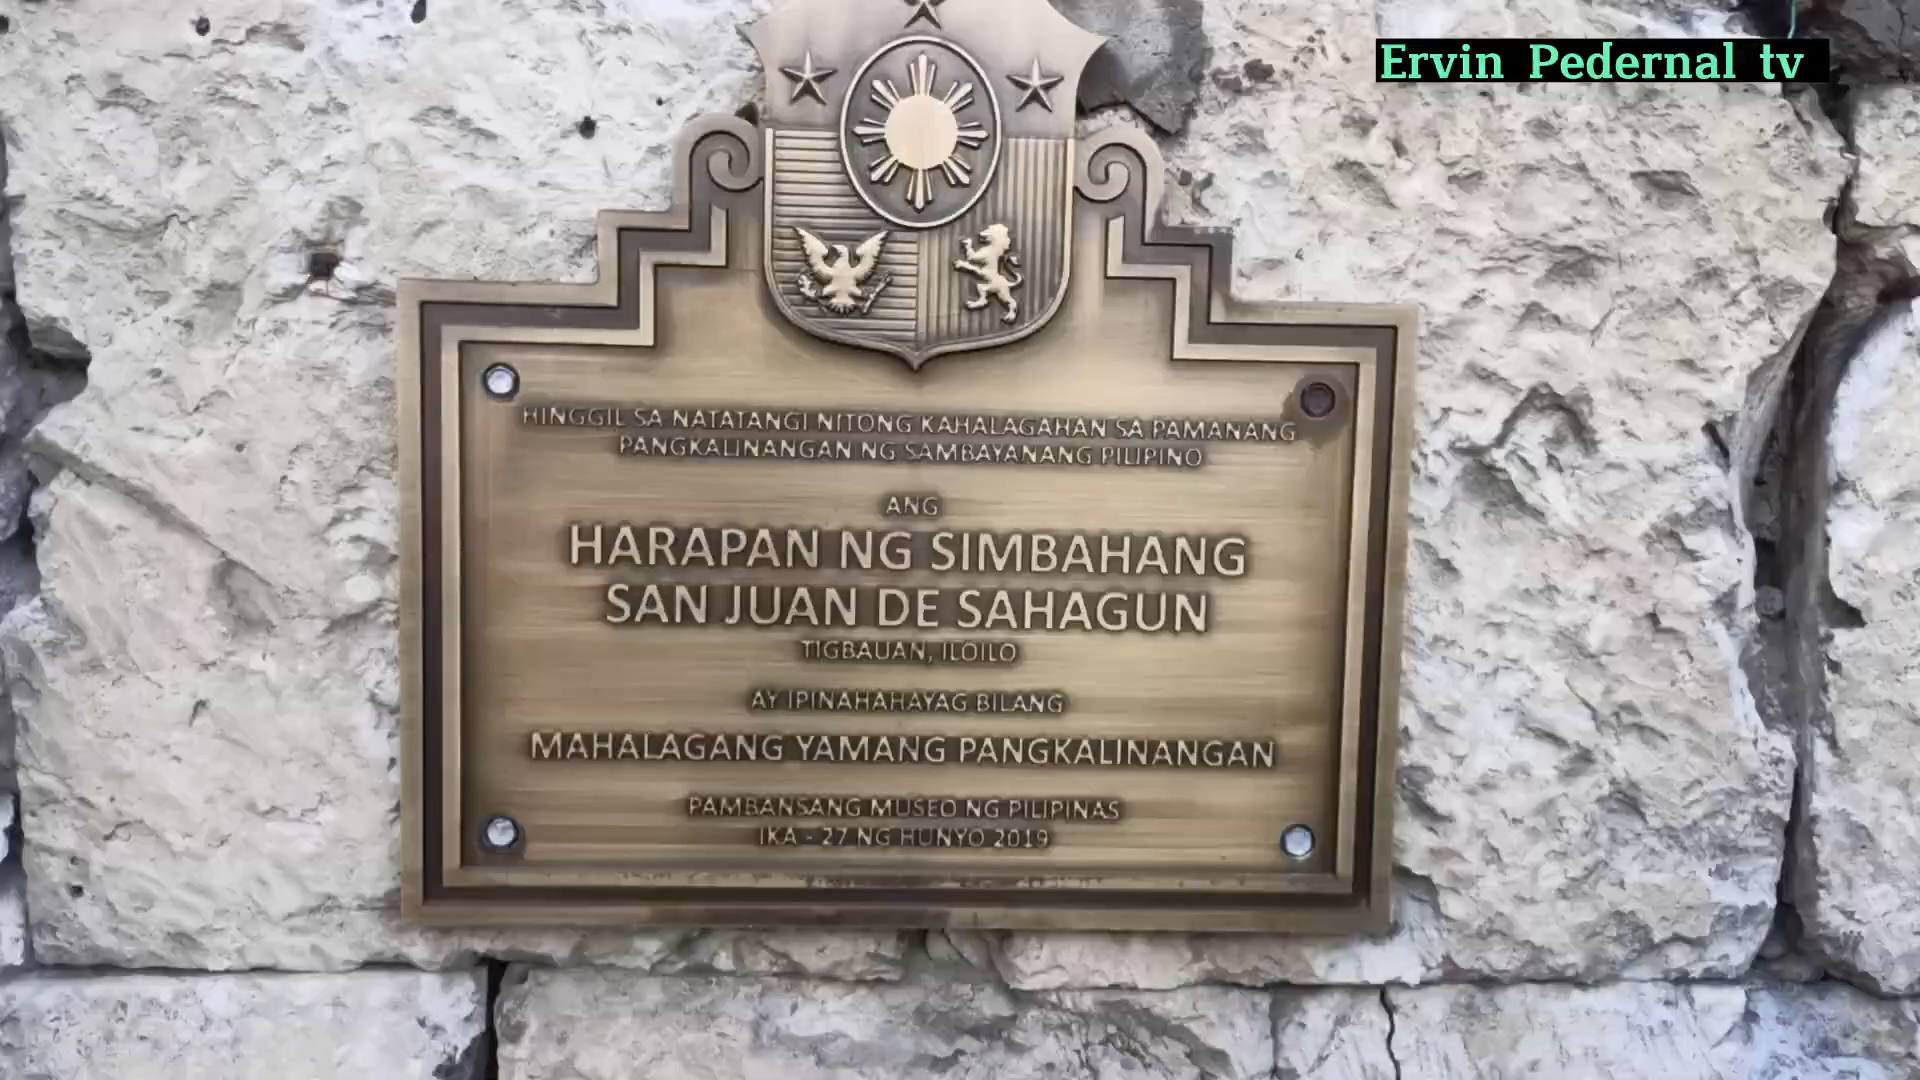 Ervin Pedernal tv
HINGGIL SA NATATANGI NITONG KAHALAGAHAN SA PAMANANG
PANGKALINANGAN NG SAMBAYANANG PILIPINO
ANG
HARAPAN NG SIMBAHANG
SAN JUAN DE SAHAGUN
TIGBAUAN, ILOILO
AY IPINAHAHAYAG BILANG
MAHALAGANG YAMANG PANGKALINANGAN
PAMBANSANG MUSEO NG PILIPINAS
IKA - 27 NG HUNYO 2019